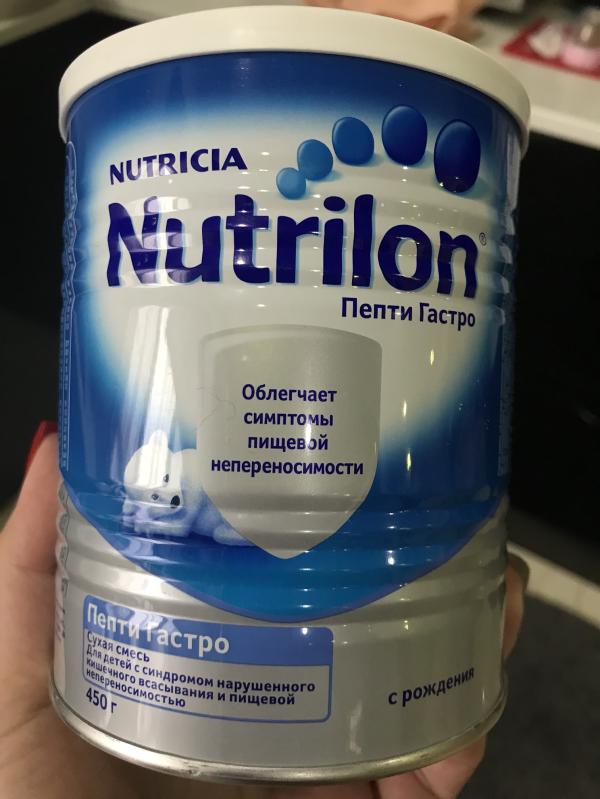 NUTRICIA
Nutrilon®
Пепти Гастро
Облегчает
симптомы
пищевой
непереносимости
Пепти Гастро
Сухая смесь
Для детей с синдромом нарушенного
кишечного всасывания и пищевой
непереносимостью
450 г
с рождения